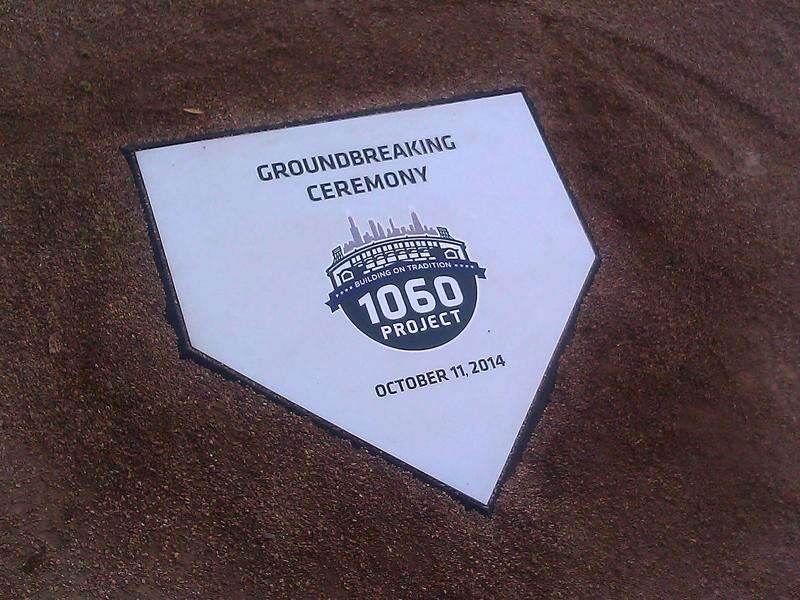 GROUNDBREAKING
CEREMONY
BUILDING ON TRADITION
1060
PROJECT
OCTOBER 11, 2014